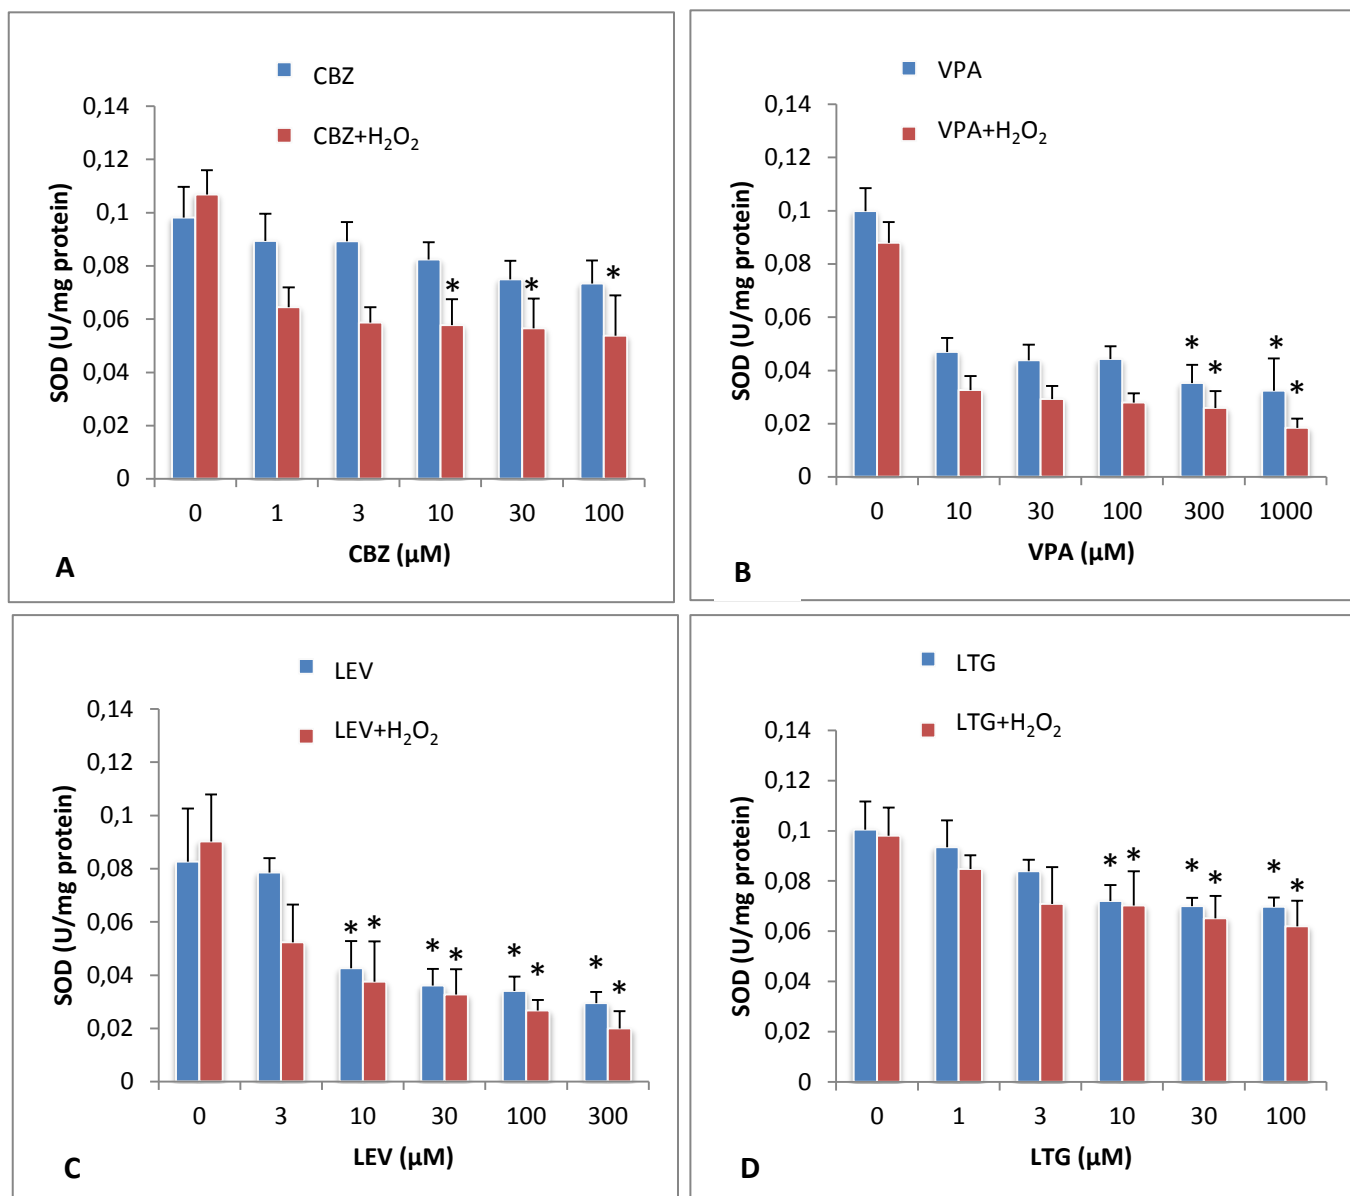 CBZ
CBZ+H₂O₂
SOD (U/mg protein)
0,14
0,12
0,1
0,08
0,06
0,04
0,02
0
* * *
0 1 3 10 30 100
CBZ (µM)
A
VPA
VPA+H₂O₂
SOD (U/mg protein)
0,14
0,12
0,1
0,08
0,06
0,04
0,02
0
* * * *
0 10 30 100 300 1000
VPA (µM)
B
LEV
LEV+H₂O₂
SOD (U/mg protein)
0,14
0,12
0,1
0,08
0,06
0,04
0,02
0
* * * * * * * *
0 3 10 30 100 300
LEV (µM)
C
LTG
LTG+H₂O₂
SOD (U/mg protein)
0,14
0,12
0,1
0,08
0,06
0,04
0,02
0
* * * * * *
0 1 3 10 30 100
LTG (µM)
D